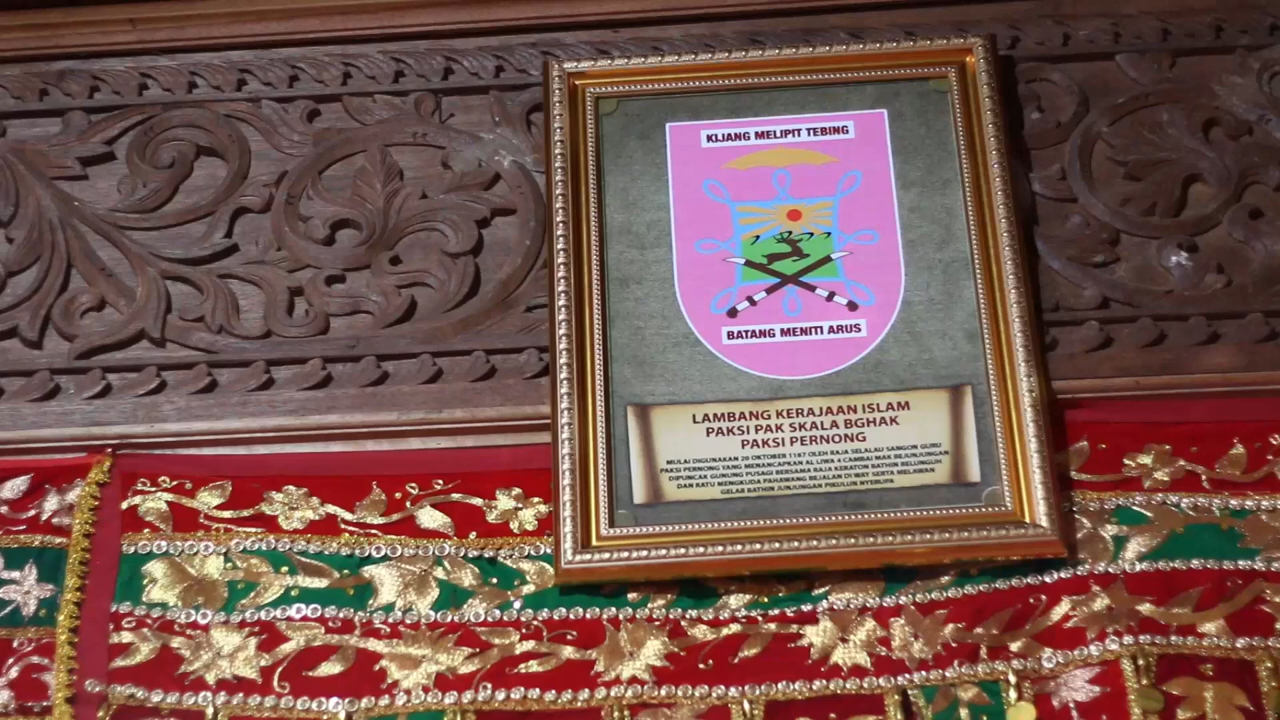 KIJANG MELIPIT TEBING
BATANG MENITI ARUS
LAMBANG KERAJAAN ISLAM
PAKSI PAK SKALA BGHAK
PAKSI PERNONG
MULAI DIGUNAKAN 20 OKTOBER 1167 OLEH RAJA SELALAU SANGON GURU
PAKSI PERNONG YANG MENANCAPKAN AL LIWA 4 CAMBAI MAK BEJUNJUNGAN
DIPUNCAK GUNUNG PUSAGI BERSAMA RAJA KERATON BATHIN BELUNGUH
DAN RATU MENGKUDA PAHAWANG BEJALAN DI WAY SERTA MELAWAN
GELAR BATHIN JUNJUNGAN PIKULUN NYERUPA